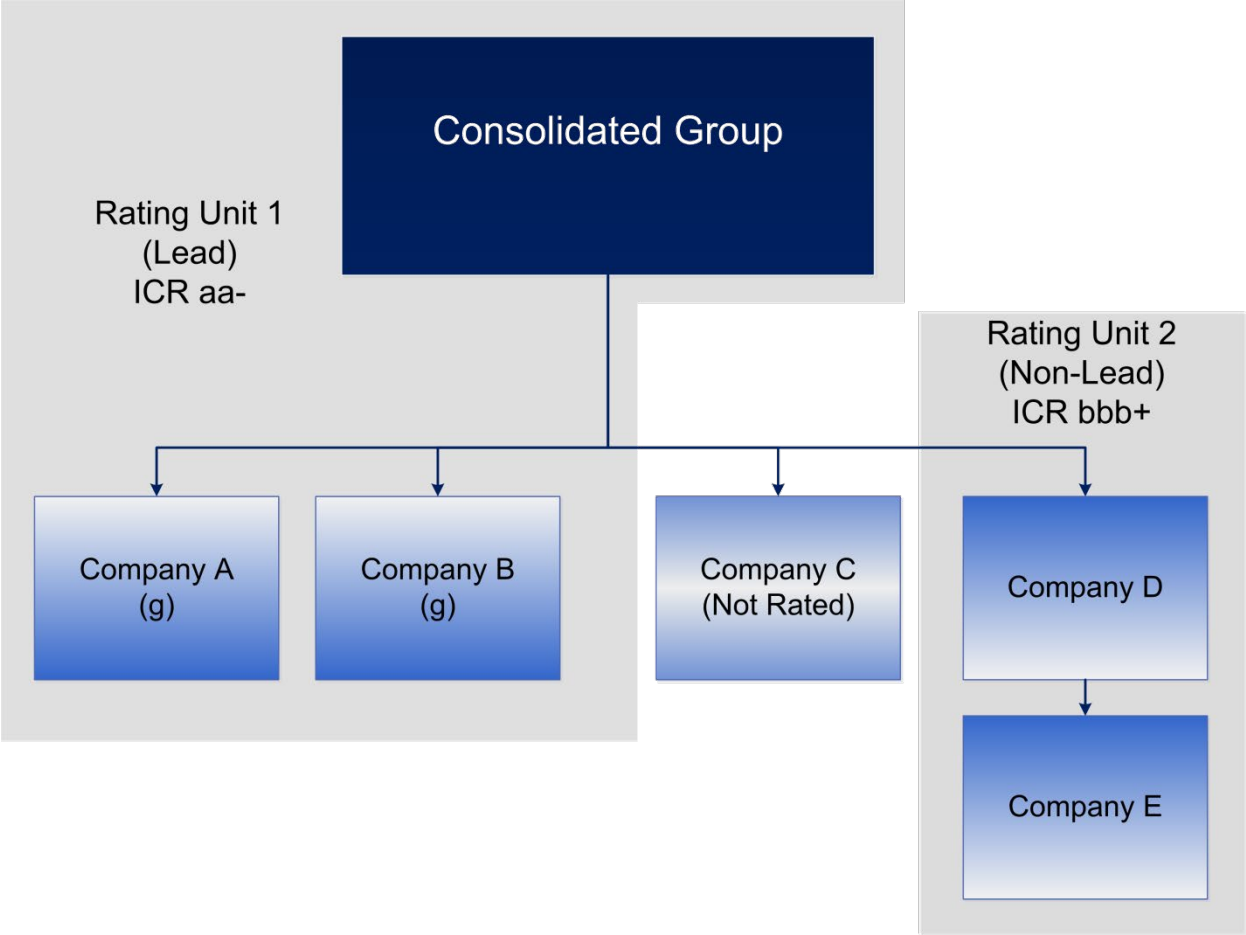 Consolidated Group
Rating Unit 1
(Lead)
ICR aa-
Rating Unit 2
(Non-Lead)
ICR bbb+
Company A
(g)
Company B
(g)
Company C
(Not Rated)
Company D
Company E